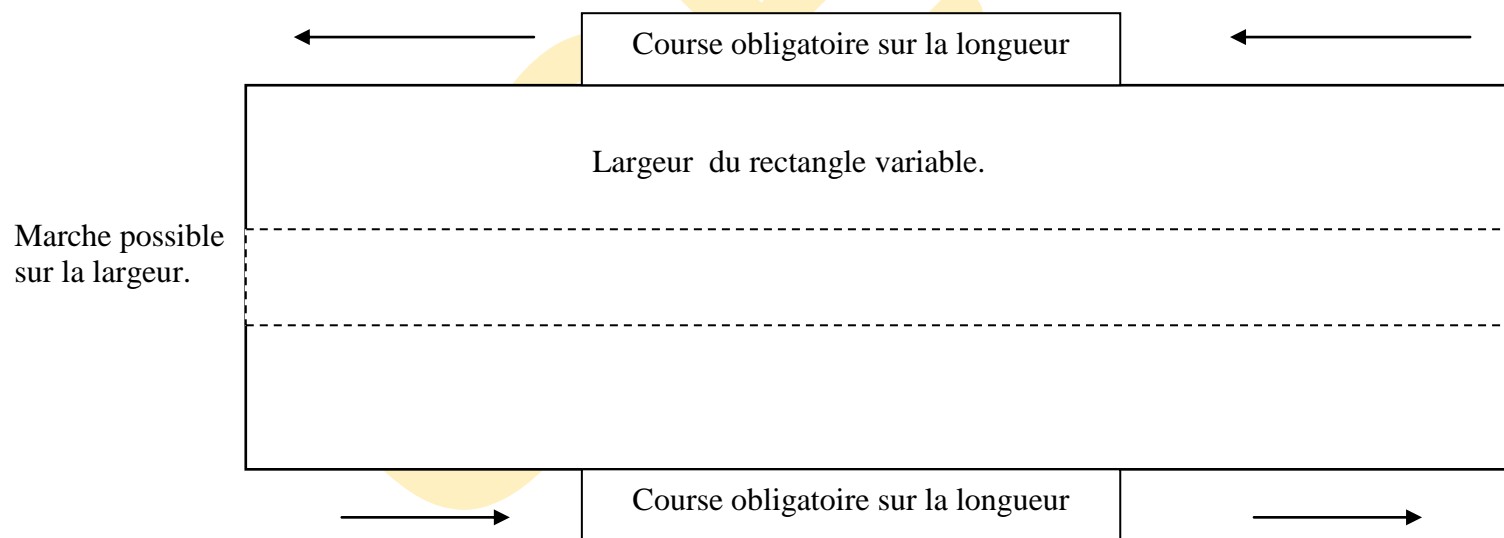 Course obligatoire sur la longueur
Largeur du rectangle variable.
Marche possible
sur la largeur.
Course obligatoire sur la longueur